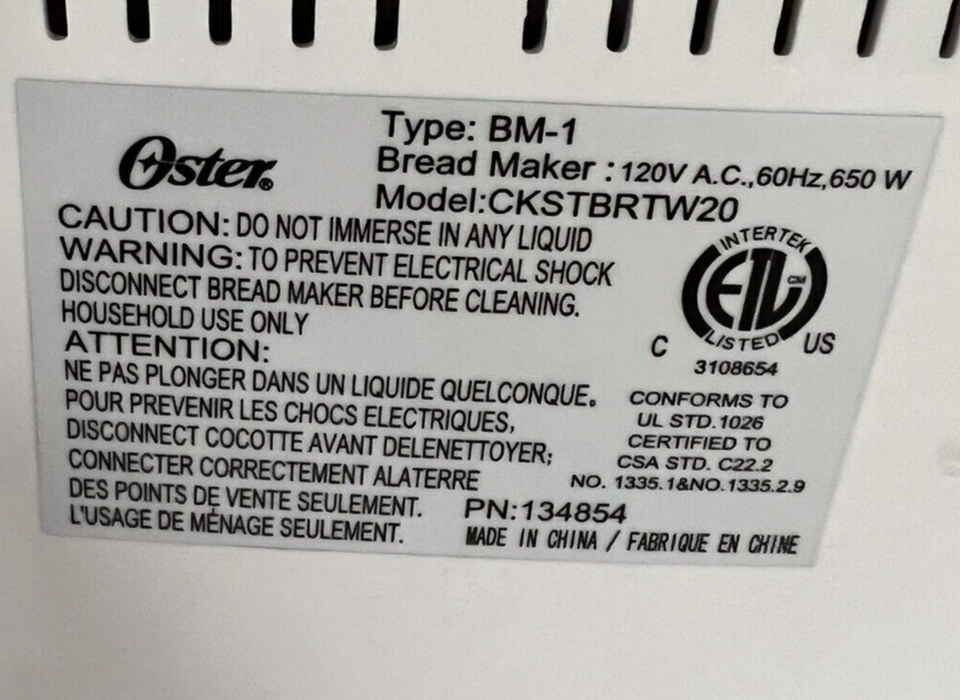 Oster®
Type: BM-1
Bread Maker : 120V A.C.,60Hz,650 W
Model:CKSTBRTW20
CAUTION: DO NOT IMMERSE IN ANY LIQUID
WARNING: TO PREVENT ELECTRICAL SHOCK
DISCONNECT BREAD MAKER BEFORE CLEANING.
HOUSEHOLD USE ONLY
ATTENTION:
NE PAS PLONGER DANS UN LIQUIDE QUELCONQUE.
POUR PREVENIR LES CHOCS ELECTRIQUES,
DISCONNECT COCOTTE AVANT DELENETTOYER;
CONNECTER CORRECTEMENT ALATERRE
DES POINTS DE VENTE SEULEMENT.
L'USAGE DE MÉNAGE SEULEMENT.
INTERTEK
ETL
CM
LISTED
C US
3108654
CONFORMS TO
UL STD.1026
CERTIFIED TO
CSA STD. C22.2
NO. 1335.1&NO.1335.2.9
PN:134854
MADE IN CHINA / FABRIQUE EN CHINE